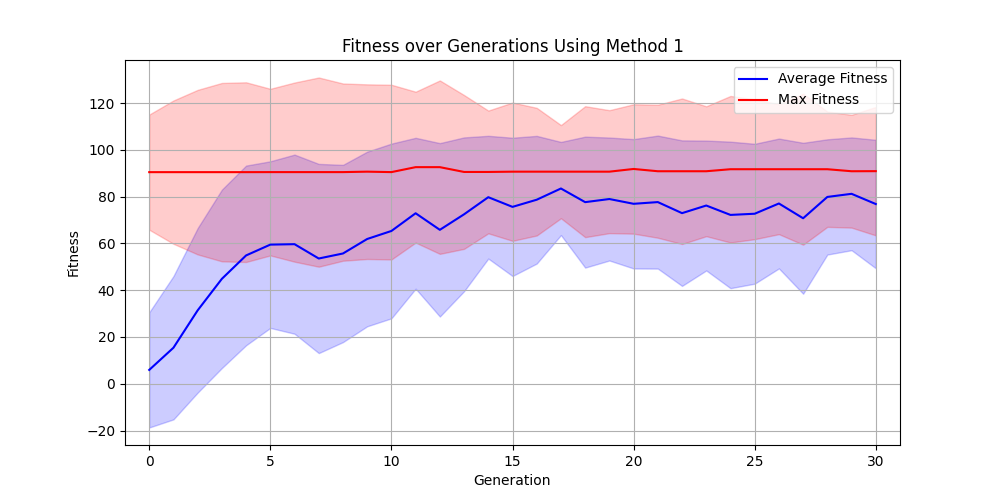 Fitness over Generations Using Method 1
Average Fitness
Max Fitness
Fitness
120
100
80
60
40
20
0
−20
0 5 10 15 20 25 30
Generation